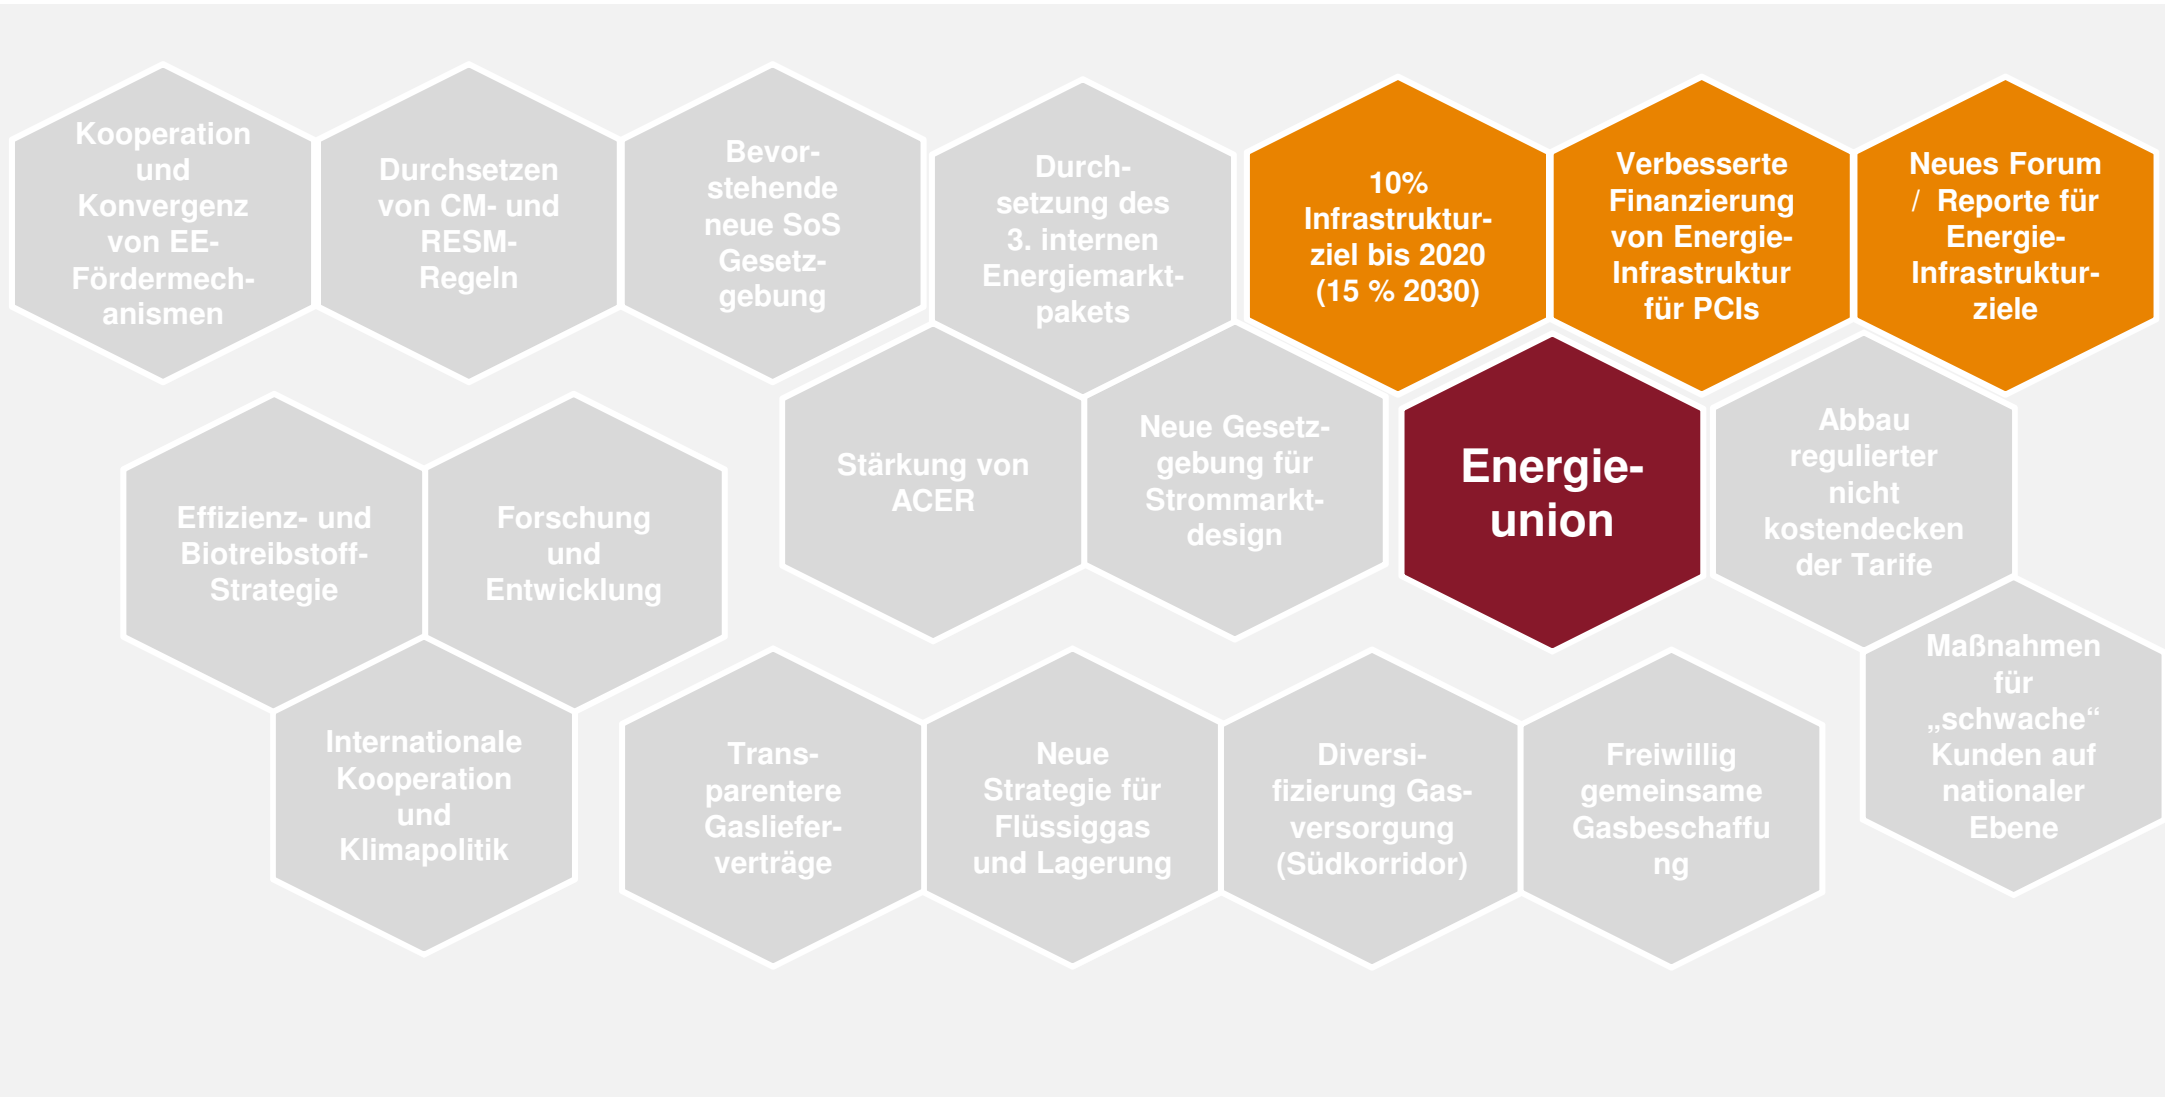 Kooperation
und
Konvergenz
von EE-
Fördermech-
anismen
Durchsetzen
von CM- und
RESM-
Regeln
Bevor-
stehende
neue SoS
Gesetz-
gebung
Durch-
setzung des
3. internen
Energiemarkt-
pakets
10%
Infrastruktur-
ziel bis 2020
(15 % 2030)
Verbesserte
Finanzierung
von Energie-
Infrastruktur
für PCIs
Neues Forum
/ Reporte für
Energie-
Infrastruktur-
ziele
Effizienz- und
Biotreibstoff-
Strategie
Forschung
und
Entwicklung
Stärkung von
ACER
Neue Gesetz-
gebung für
Strommarkt-
design
Energie-
union
Abbau
regulierter
nicht
kostendecken
der Tarife
Internationale
Kooperation
und
Klimapolitik
Trans-
parentere
Gasliefer-
verträge
Neue
Strategie für
Flüssiggas
und Lagerung
Diversi-
fizierung Gas-
versorgung
(Südkorridor)
Freiwillig
gemeinsame
Gasbeschaffu
ng
Maßnahmen
für
„schwache“
Kunden auf
nationaler
Ebene